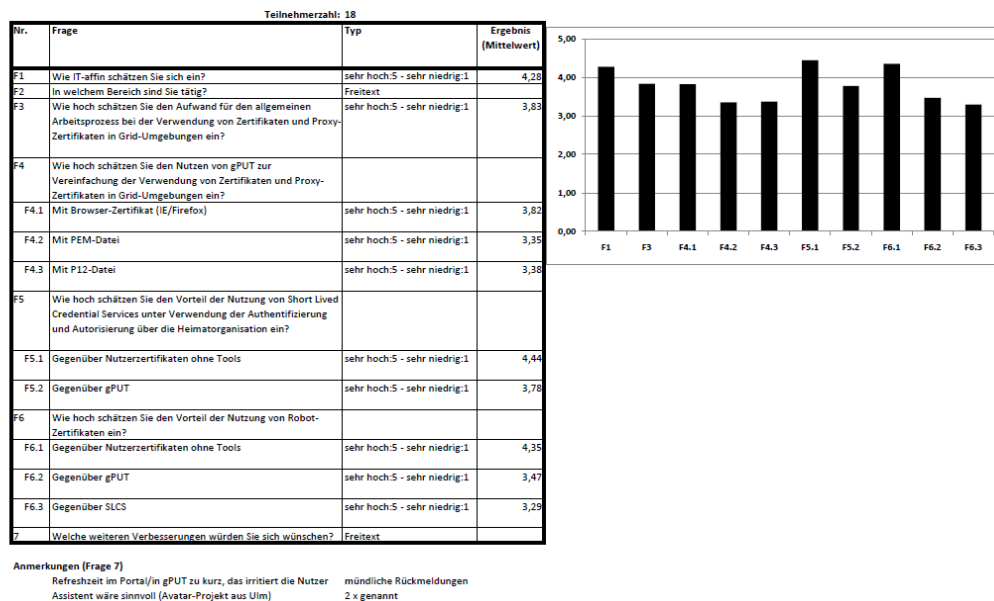 Teilnehmerzahl: 18
Nr. Frage Typ Ergebnis
(Mittelwert)
F1 Wie IT-affin schätzen Sie sich ein? sehr hoch:5 - sehr niedrig:1 4,28
F2 In welchem Bereich sind Sie tätig? Freitext
F3 Wie hoch schätzen Sie den Aufwand für den allgemeinen sehr hoch:5 - sehr niedrig:1 3,83
Arbeitsprozess bei der Verwendung von Zertifikaten und Proxy-
Zertifikaten in Grid-Umgebungen ein?
F4 Wie hoch schätzen Sie den Nutzen von gPUT zur
Vereinfachung der Verwendung von Zertifikaten und Proxy-
Zertifikaten in Grid-Umgebungen ein?
F4.1 Mit Browser-Zertifikat (IE/Firefox) sehr hoch:5 - sehr niedrig:1 3,82
F4.2 Mit PEM-Datei sehr hoch:5 - sehr niedrig:1 3,35
F4.3 Mit P12-Datei sehr hoch:5 - sehr niedrig:1 3,38
F5 Wie hoch schätzen Sie den Vorteil der Nutzung von Short Lived
Credential Services unter Verwendung der Authentifizierung
und Autorisierung über die Heimatorganisation ein?
F5.1 Gegenüber Nutzerzertifikaten ohne Tools sehr hoch:5 - sehr niedrig:1 4,44
F5.2 Gegenüber gPUT sehr hoch:5 - sehr niedrig:1 3,78
F6 Wie hoch schätzen Sie den Vorteil der Nutzung von Robot-
Zertifikaten ein?
F6.1 Gegenüber Nutzerzertifikaten ohne Tools sehr hoch:5 - sehr niedrig:1 4,35
F6.2 Gegenüber gPUT sehr hoch:5 - sehr niedrig:1 3,47
F6.3 Gegenüber SLCS sehr hoch:5 - sehr niedrig:1 3,29
7 Welche weiteren Verbesserungen würden Sie sich wünschen? Freitext
Anmerkungen (Frage 7)
Refreshzeit im Portal/in gPUT zu kurz, das irritiert die Nutzer mündliche Rückmeldungen
Assistent wäre sinnvoll (Avatar-Projekt aus Ulm) 2 x genannt
5,00
4,00
3,00
2,00
1,00
0,00
F1 F3 F4.1 F4.2 F4.3 F5.1 F5.2 F6.1 F6.2 F6.3